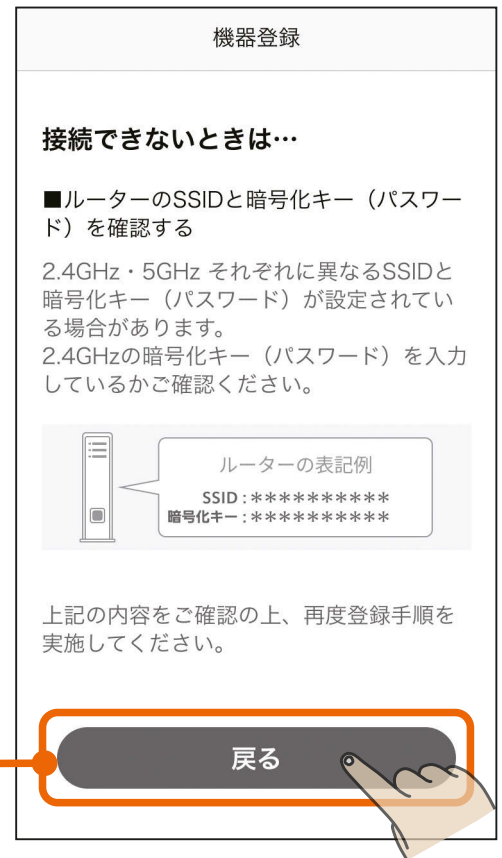 機器登録
接続できないときは…
■ルーターのSSIDと暗号化キー（パスワー
ド）を確認する
2.4GHz・5GHz それぞれに異なるSSIDと
暗号化キー（パスワード）が設定されてい
る場合があります。
2.4GHzの暗号化キー（パスワード）を入力
しているかご確認ください。
ルーターの表記例
SSID：**********
暗号化キー：**********
上記の内容をご確認の上、再度登録手順を
実施してください。
戻る